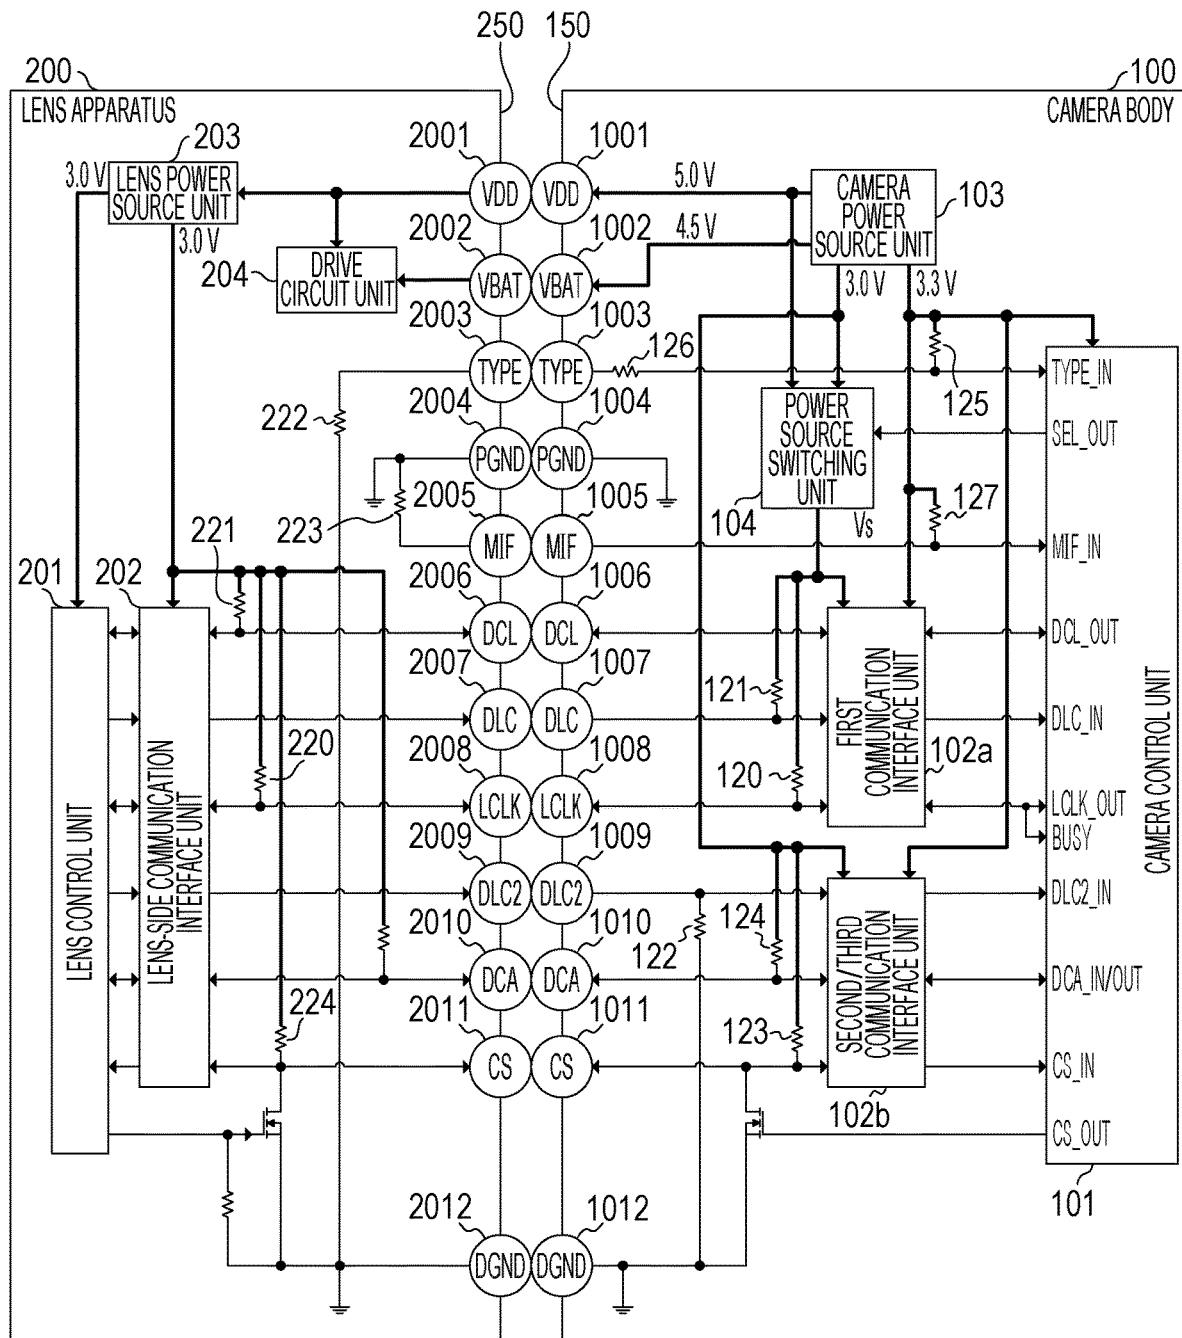 250
150
200
LENS APPARATUS
100
CAMERA BODY
203
3.0 V
LENS POWER
SOURCE UNIT
3.0 V
2001
1001
VDD
VDD
5.0 V
CAMERA
POWER
SOURCE UNIT
103
2002
1002
4.5 V
204
DRIVE
CIRCUIT UNIT
VBAT
VBAT
3.0 V
3.3 V
2003
1003
126
TYPE
TYPE
125
TYPE_IN
222
2004
1004
POWER
SOURCE
SWITCHING
UNIT
SEL_OUT
PGND
PGND
104
Vs
127
223
2005
1005
MIF
MIF
MIF_IN
221
201
202
2006
1006
DCL
DCL
DCL_OUT
2007
1007
121
DLC
DLC
DLC_IN
220
2008
1008
120
102a
LCLK
LCLK
LCLK_OUT
BUSY
FIRST
COMMUNICATION
INTERFACE UNIT
LENS CONTROL UNIT
LENS-SIDE COMMUNICATION
INTERFACE UNIT
CAMERA CONTROL UNIT
2009
1009
DLC2
DLC2
DLC2_IN
122
124
2010
1010
DCA
DCA
DCA_IN/OUT
SECOND/THIRD
COMMUNICATION
INTERFACE UNIT
224
2011
1011
123
CS
CS
CS_IN
102b
CS_OUT
101
2012
1012
DGND
DGND